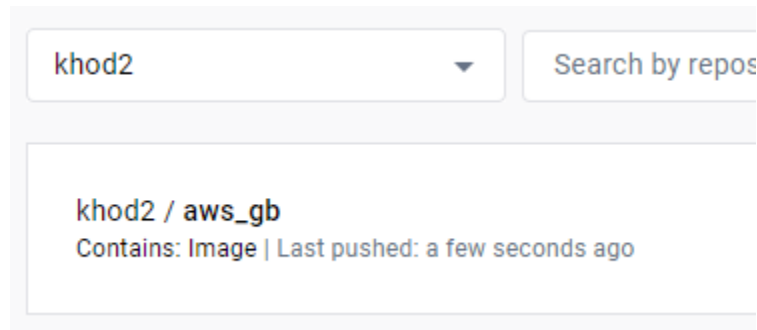 khod2
Search by repos
khod2 / aws_gb
Contains: Image | Last pushed: a few seconds ago